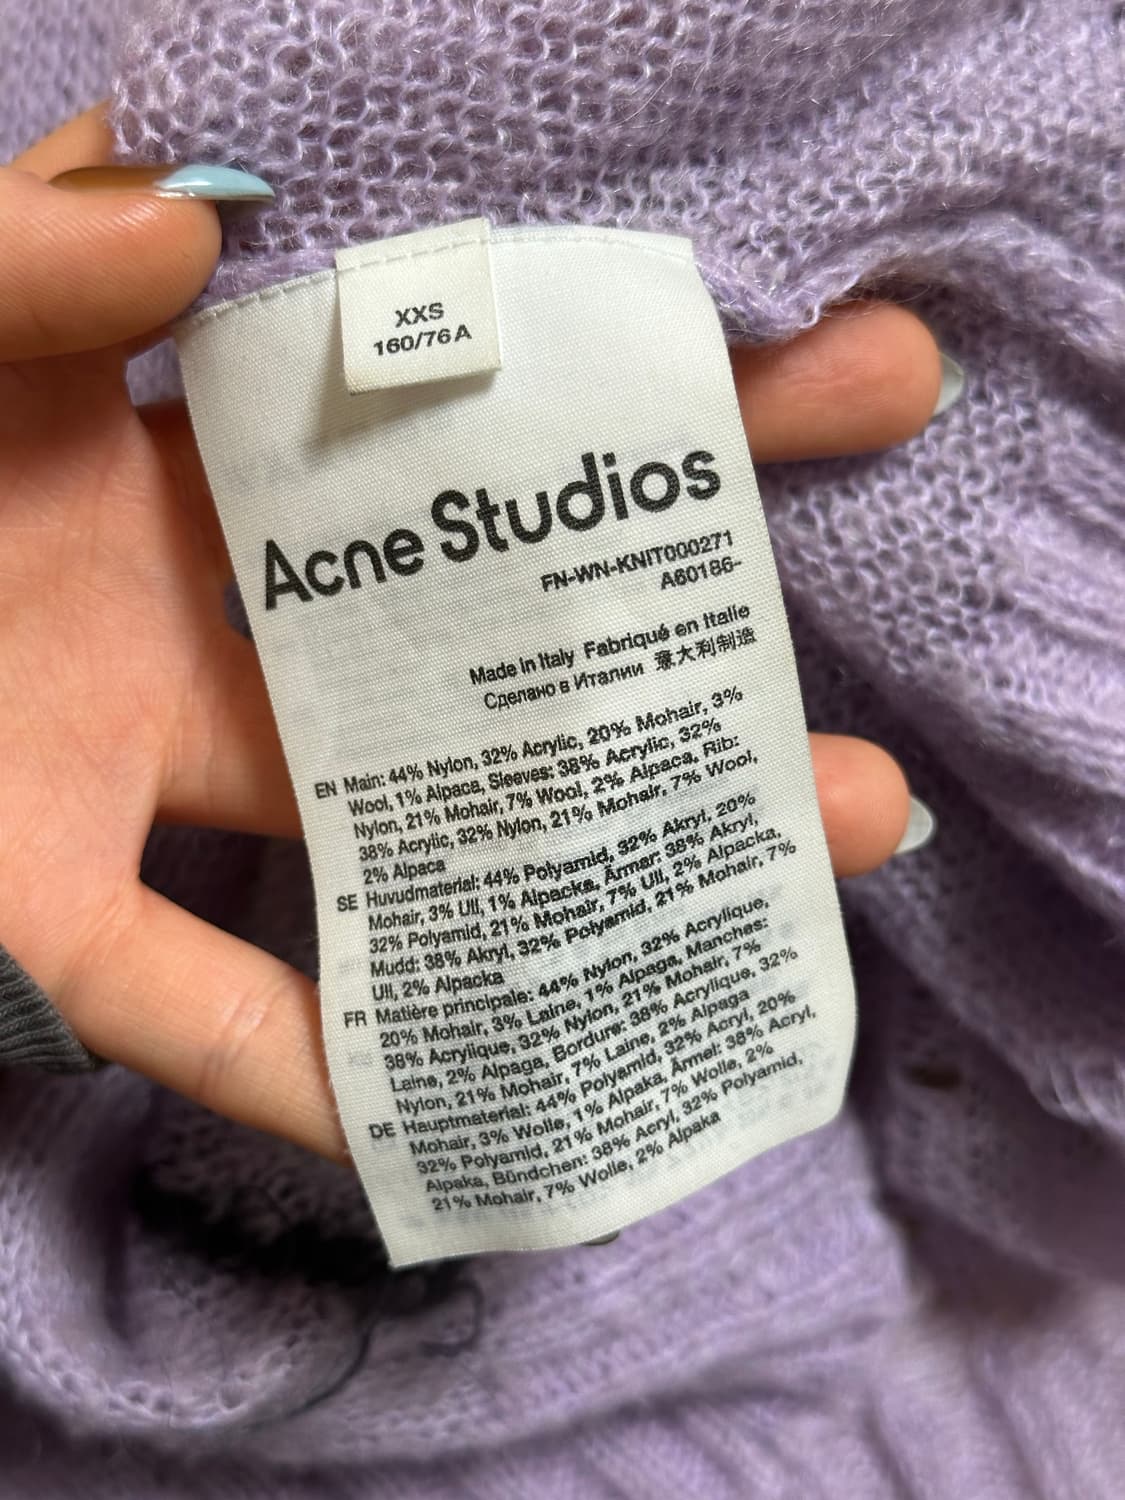 XXS
160/76A
Acne Studios
FN-WN-KNIT000271
A60186-
Made in Italy Fabriqué en Italie
Сделано в Италии 意大利制造
EN Main: 44% Nylon, 32% Acrylic, 20% Mohair, 3%
Wool, 1% Alpaca, Sleeves: 38% Acrylic, 32%
Nylon, 21% Mohair, 7% Wool, 2% Alpaca, Rib:
38% Acrylic, 32% Nylon, 21% Mohair, 7% Wool,
2% Alpaca
SE Huvudmaterial: 44% Polyamid, 32% Akryl, 20%
Mohair, 3% Ull, 1% Alpacka, Ärmar: 38% Akryl,
32% Polyamid, 21% Mohair, 7% Ull, 2% Alpacka,
Mudd: 38% Akryl, 32% Polyamid, 21% Mohair, 7%
Ull, 2% Alpacka
FR Matière principale: 44% Nylon, 32% Acrylique,
20% Mohair, 3% Laine, 1% Alpaga, Manches:
38% Acrylique, 32% Nylon, 21% Mohair, 7%
Laine, 2% Alpaga, Bordure: 38% Acrylique, 32%
Nylon, 21% Mohair, 7% Laine, 2% Alpaga
DE Hauptmaterial: 44% Polyamid, 32% Acryl, 20%
Mohair, 3% Wolle, 1% Alpaka, Ärmel: 38% Acryl,
32% Polyamid, 21% Mohair, 7% Wolle, 2%
Alpaka, Bündchen: 38% Acryl, 32% Polyamid,
21% Mohair, 7% Wolle, 2% Alpaka